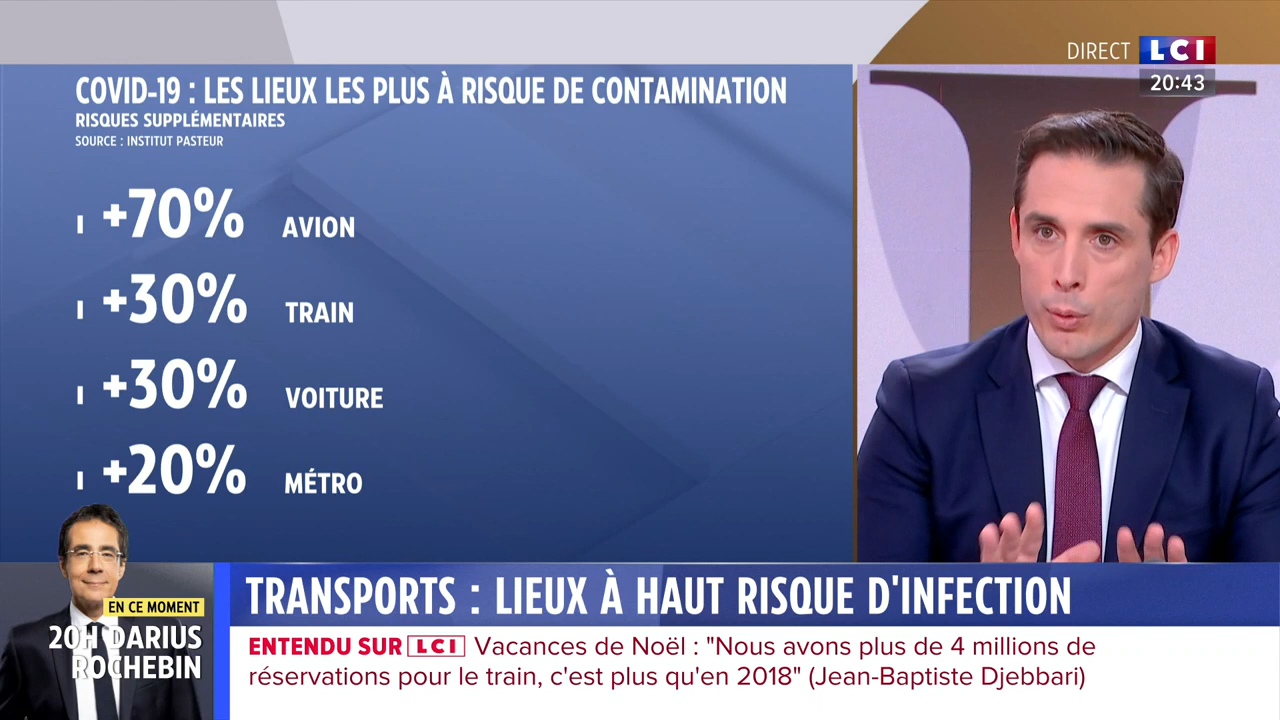 DIRECT LCI
20:43
COVID-19 : LES LIEUX LES PLUS À RISQUE DE CONTAMINATION
RISQUES SUPPLÉMENTAIRES
SOURCE : INSTITUT PASTEUR
+70% AVION
+30% TRAIN
+30% VOITURE
+20% MÉTRO
EN CE MOMENT
20H DARIUS
ROCHEBIN
TRANSPORTS : LIEUX À HAUT RISQUE D'INFECTION
ENTENDU SUR LCI Vacances de Noël : "Nous avons plus de 4 millions de
réservations pour le train, c'est plus qu'en 2018" (Jean-Baptiste Djebbari)